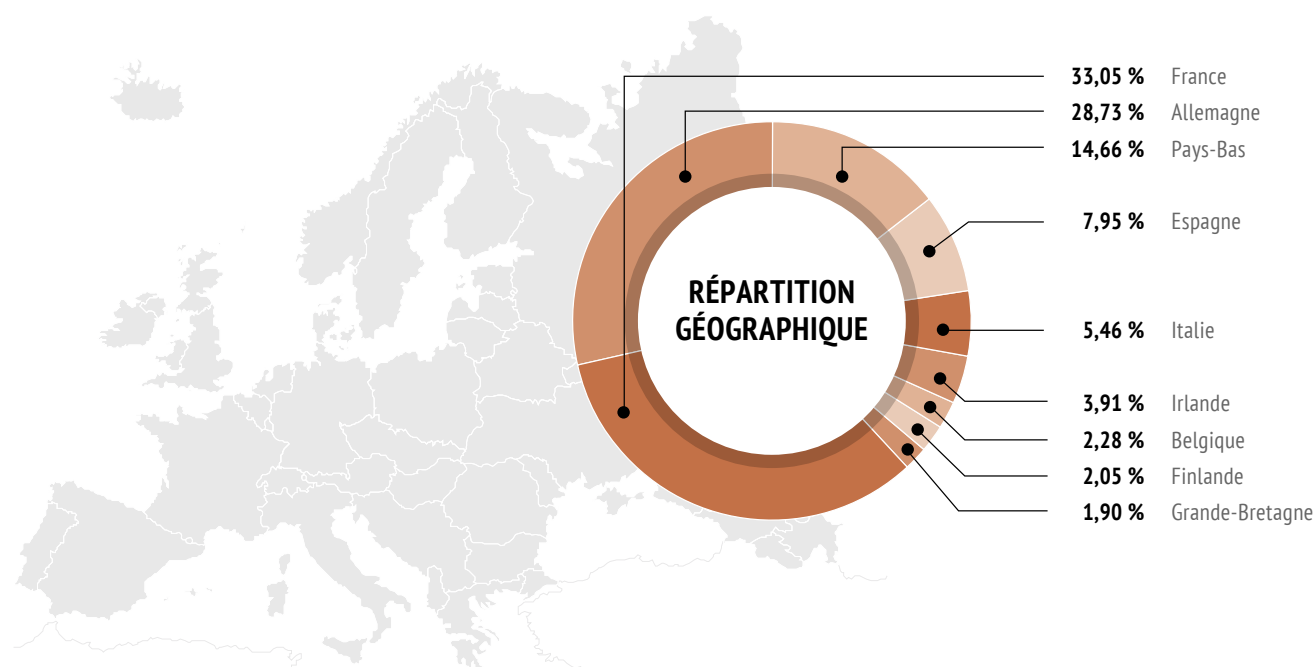 33,05 % France
28,73 % Allemagne
14,66 % Pays-Bas
7,95 % Espagne
RÉPARTITION
GÉOGRAPHIQUE
5,46 % Italie
3,91 % Irlande
2,28 % Belgique
2,05 % Finlande
1,90 % Grande-Bretagne